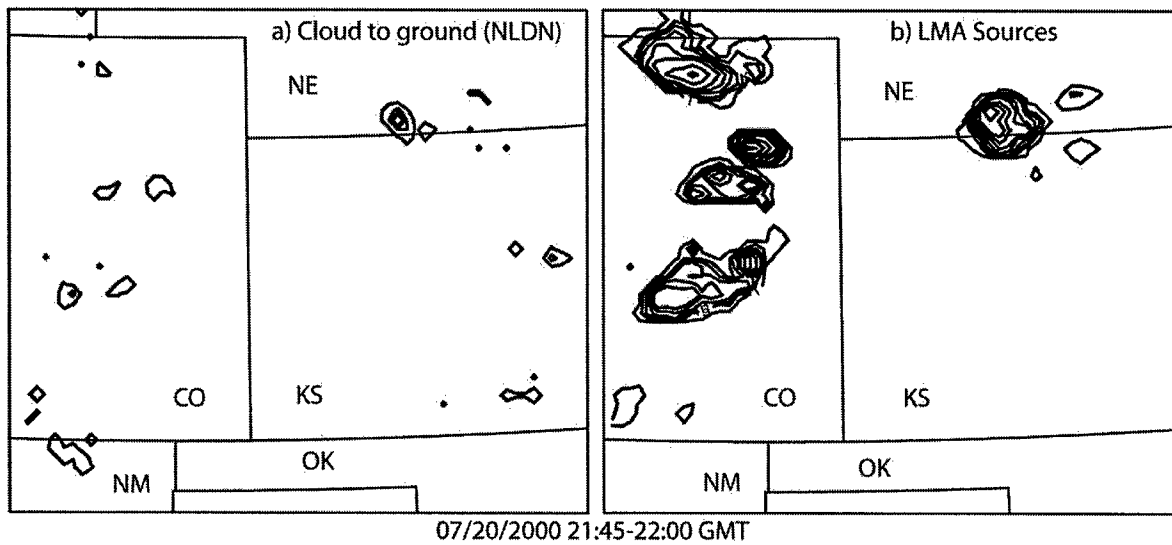 a) Cloud to ground (NLDN)
NE
CO
KS
NM
OK
b) LMA Sources
NE
CO
KS
NM
OK
07/20/2000 21:45-22:00 GMT